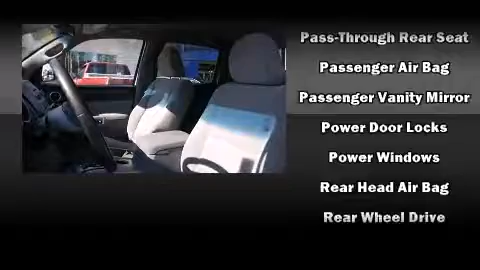 Pass-Through Rear Seat
Passenger Air Bag
Passenger Vanity Mirror
Power Door Locks
Power Windows
Rear Head Air Bag
Rear Wheel Drive